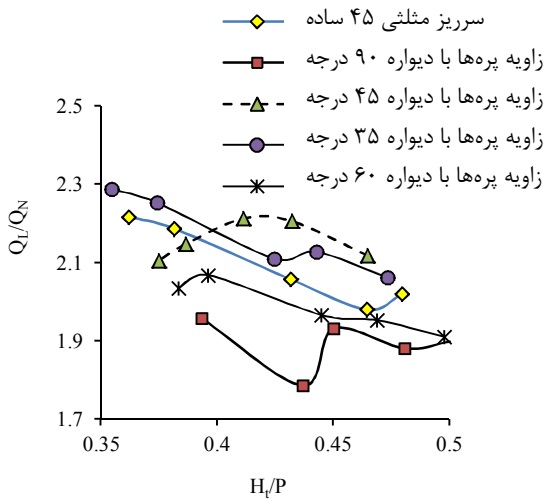 سرریز مثلثی ۴۵ ساده
زاویه پره‌ها با دیواره ۹۰ درجه
زاویه پره‌ها با دیواره ۴۵ درجه
زاویه پره‌ها با دیواره ۳۵ درجه
زاویه پره‌ها با دیواره ۶۰ درجه
2.5
2.3
2.1
1.9
1.7
Q_L/Q_N
0.35 0.4 0.45 0.5
H_t/P